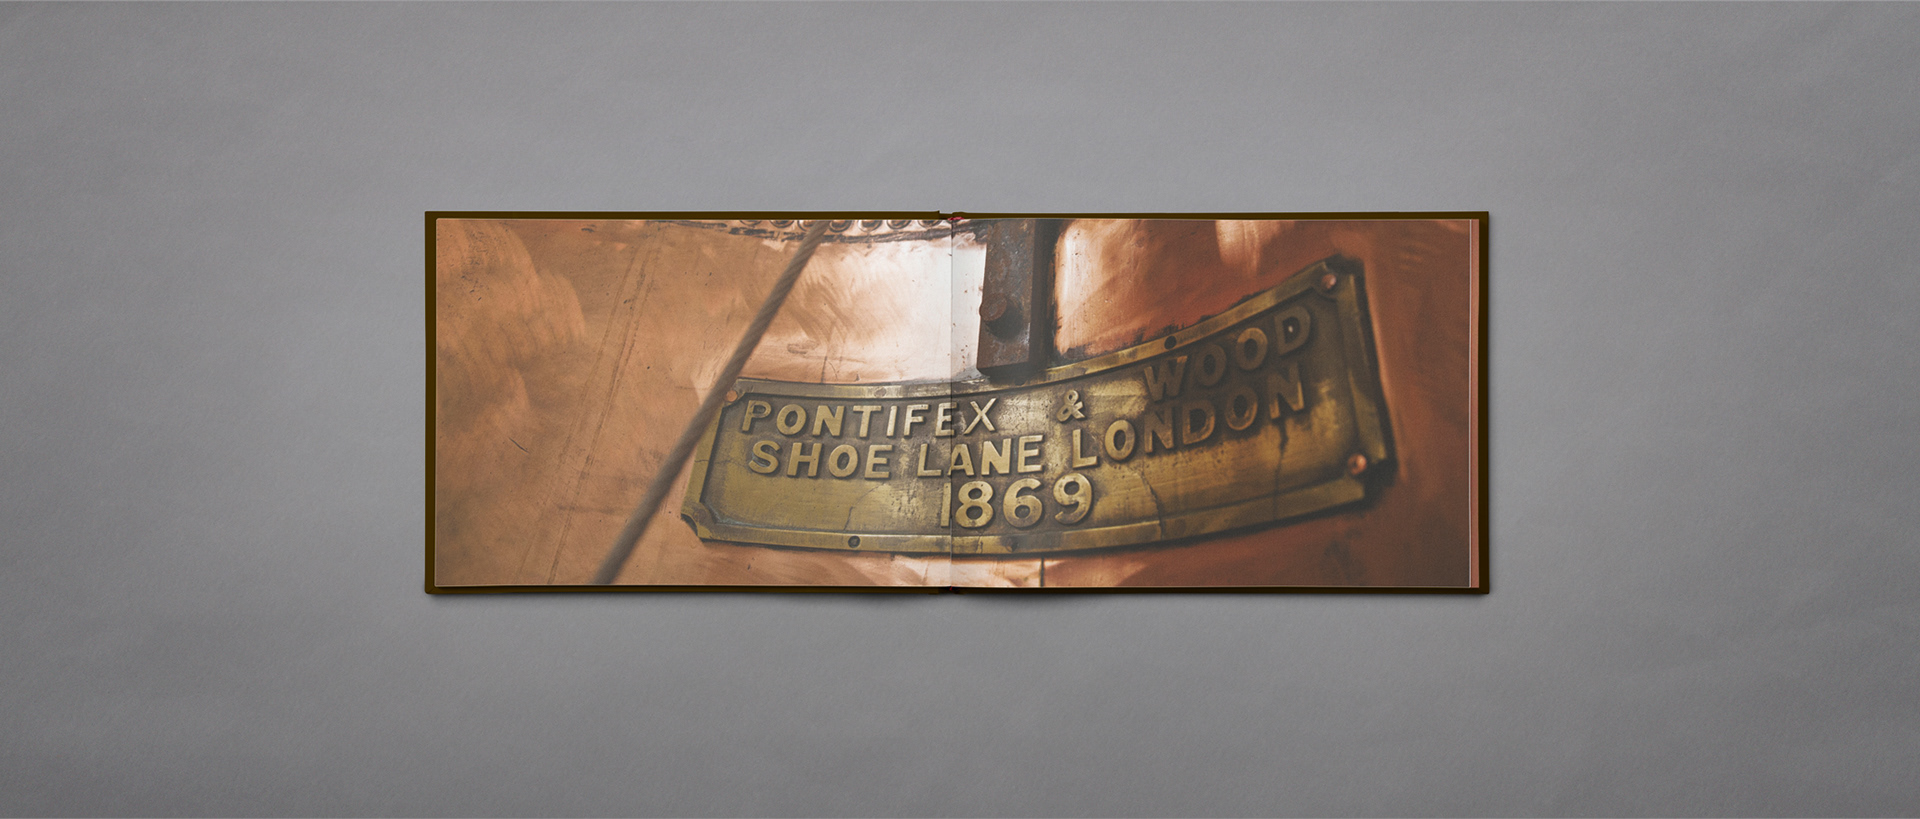 PONTIFEX & WOOD
SHOE LANE LONDON
1869